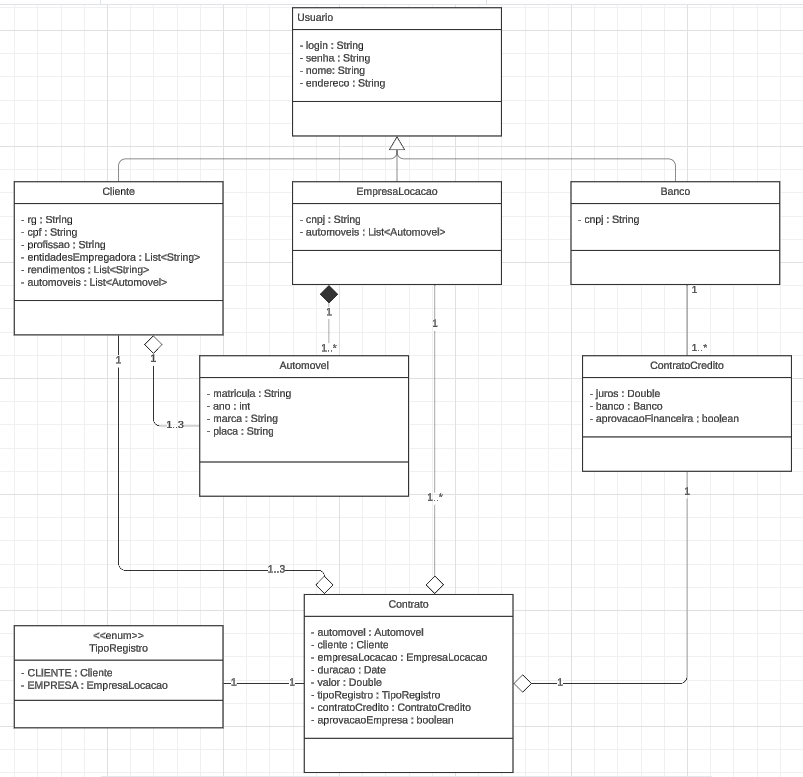 Usuario
- login : String
- senha : String
- nome: String
- endereco : String
Cliente
- rg : String
- cpf : String
- profissao : String
- entidadesEmpregadora : List<String>
- rendimentos : List<String>
- automoveis : List<Automovel>
EmpresaLocacao
- cnpj : String
- automoveis : List<Automovel>
Banco
- cnpj : String
1
1..*
1
1..*
1
1
1..3
Automovel
- matricula : String
- ano : int
- marca : String
- placa : String
1
1..*
ContratoCredito
- juros : Double
- banco : Banco
- aprovacaoFinanceira : boolean
1
1..3
Contrato
- automovel : Automovel
- cliente : Cliente
- empresaLocacao : EmpresaLocacao
- duracao : Date
- valor : Double
- tipoRegistro : TipoRegistro
- contratoCredito : ContratoCredito
- aprovacaoEmpresa : boolean
<<enum>>
TipoRegistro
- CLIENTE : Cliente
- EMPRESA : EmpresaLocacao
1
1
1